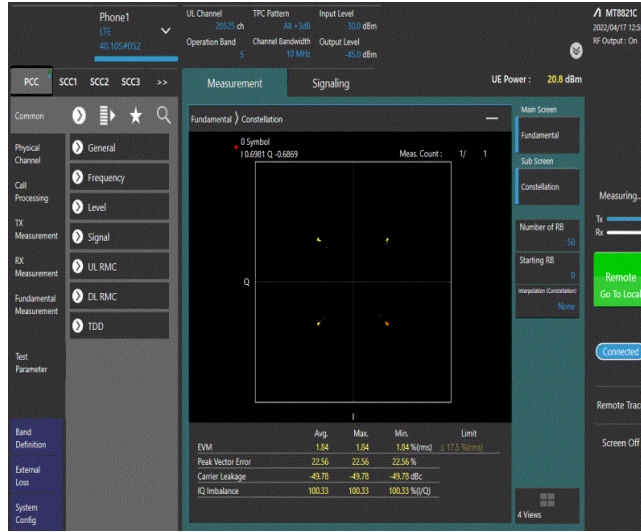 Phone1
LTE
40.10S#052
UL Channel
20525 ch
TPC Pattern
All +3dB
Input Level
30.0 dBm
Operation Band
5
Channel Bandwidth
10 MHz
Output Level
-45.0 dBm
MT8821C
2022/04/17 12:5
RF Output : On
PCC SCC1 SCC2 SCC3 >>
Measurement
Signaling
UE Power : 20.8 dBm
Common
Physical
Channel
Call
Processing
TX
Measurement
RX
Measurement
Fundamental
Measurement
Test
Parameter
Band
Definition
External
Loss
System
Config
General
Frequency
Level
Signal
UL RMC
DL RMC
TDD
Fundamental 〉 Constellation
0 Symbol
I 0.6981 Q -0.6869
Meas. Count : 1/ 1
Q
I
Avg. Max. Min. Limit
EVM 1.84 1.84 1.84 %(rms) ≤ 17.5 %(rms)
Peak Vector Error 22.56 22.56 22.56 %
Carrier Leakage -49.78 -49.78 -49.78 dBc
IQ Imbalance 100.33 100.33 100.33 %(I/Q)
Main Screen
Fundamental
Sub Screen
Constellation
Number of RB
50
Starting RB
0
Interpolation (Constellation)
None
4 Views
Measuring..
Tx
Rx
Remote
Go To Local
Connected
Remote Trac
Screen Off